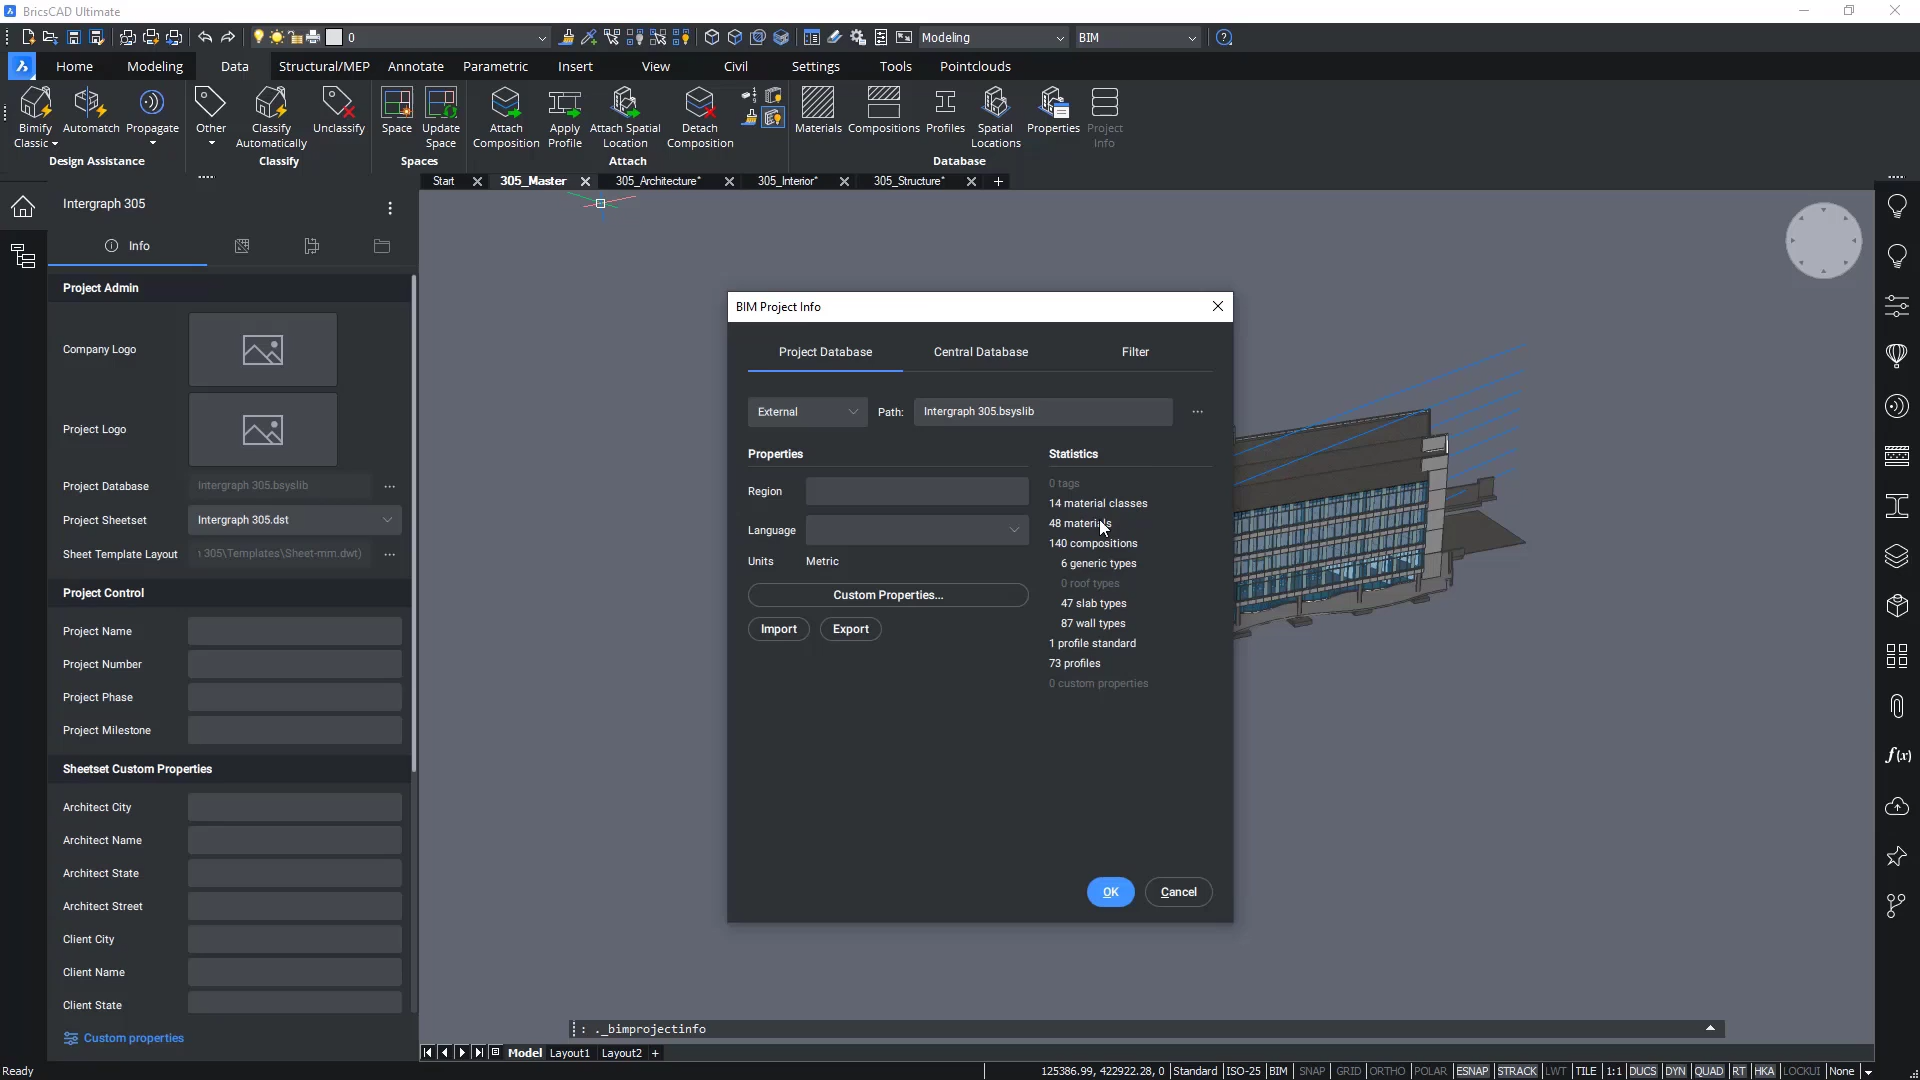 BricsCAD Ultimate
0
Modeling
BIM
Home
Modeling
Data
Structural/MEP
Annotate
Parametric
Insert
View
Civil
Settings
Tools
Pointclouds
Bimify Classic
Automatch
Propagate
Other
Classify Automatically
Unclassify
Space
Update Space
Attach Composition
Apply Profile
Attach Spatial Location
Detach Composition
Materials
Compositions
Profiles
Spatial Locations
Properties
Project Info
Design Assistance
Classify
Spaces
Attach
Database
Start
305_Master
305_Architecture*
305_Interior*
305_Structure*
Intergraph 305
Info
Project Admin
Company Logo
Project Logo
Project Database
Intergraph 305.bsyslib
Project Sheetset
Intergraph 305.dst
Sheet Template Layout
305\Templates\Sheet-mm.dwt)
Project Control
Project Name
Project Number
Project Phase
Project Milestone
Sheetset Custom Properties
Architect City
Architect Name
Architect State
Architect Street
Client City
Client Name
Client State
Custom properties
BIM Project Info
Project Database
Central Database
Filter
External
Path:
Intergraph 305.bsyslib
Properties
Region
Language
Units
Metric
Custom Properties...
Import
Export
Statistics
0 tags
14 material classes
48 materials
140 compositions
6 generic types
0 roof types
47 slab types
87 wall types
1 profile standard
73 profiles
0 custom properties
OK
Cancel
f(x)
: ._bimprojectinfo
Model
Layout1
Layout2
Ready
125386.99, 422922.28, 0
Standard
ISO-25
BIM
SNAP
GRID
ORTHO
POLAR
ESNAP
STRACK
LWT
TILE
1:1
DUCS
DYN
QUAD
RT
HKA
LOCKUI
None